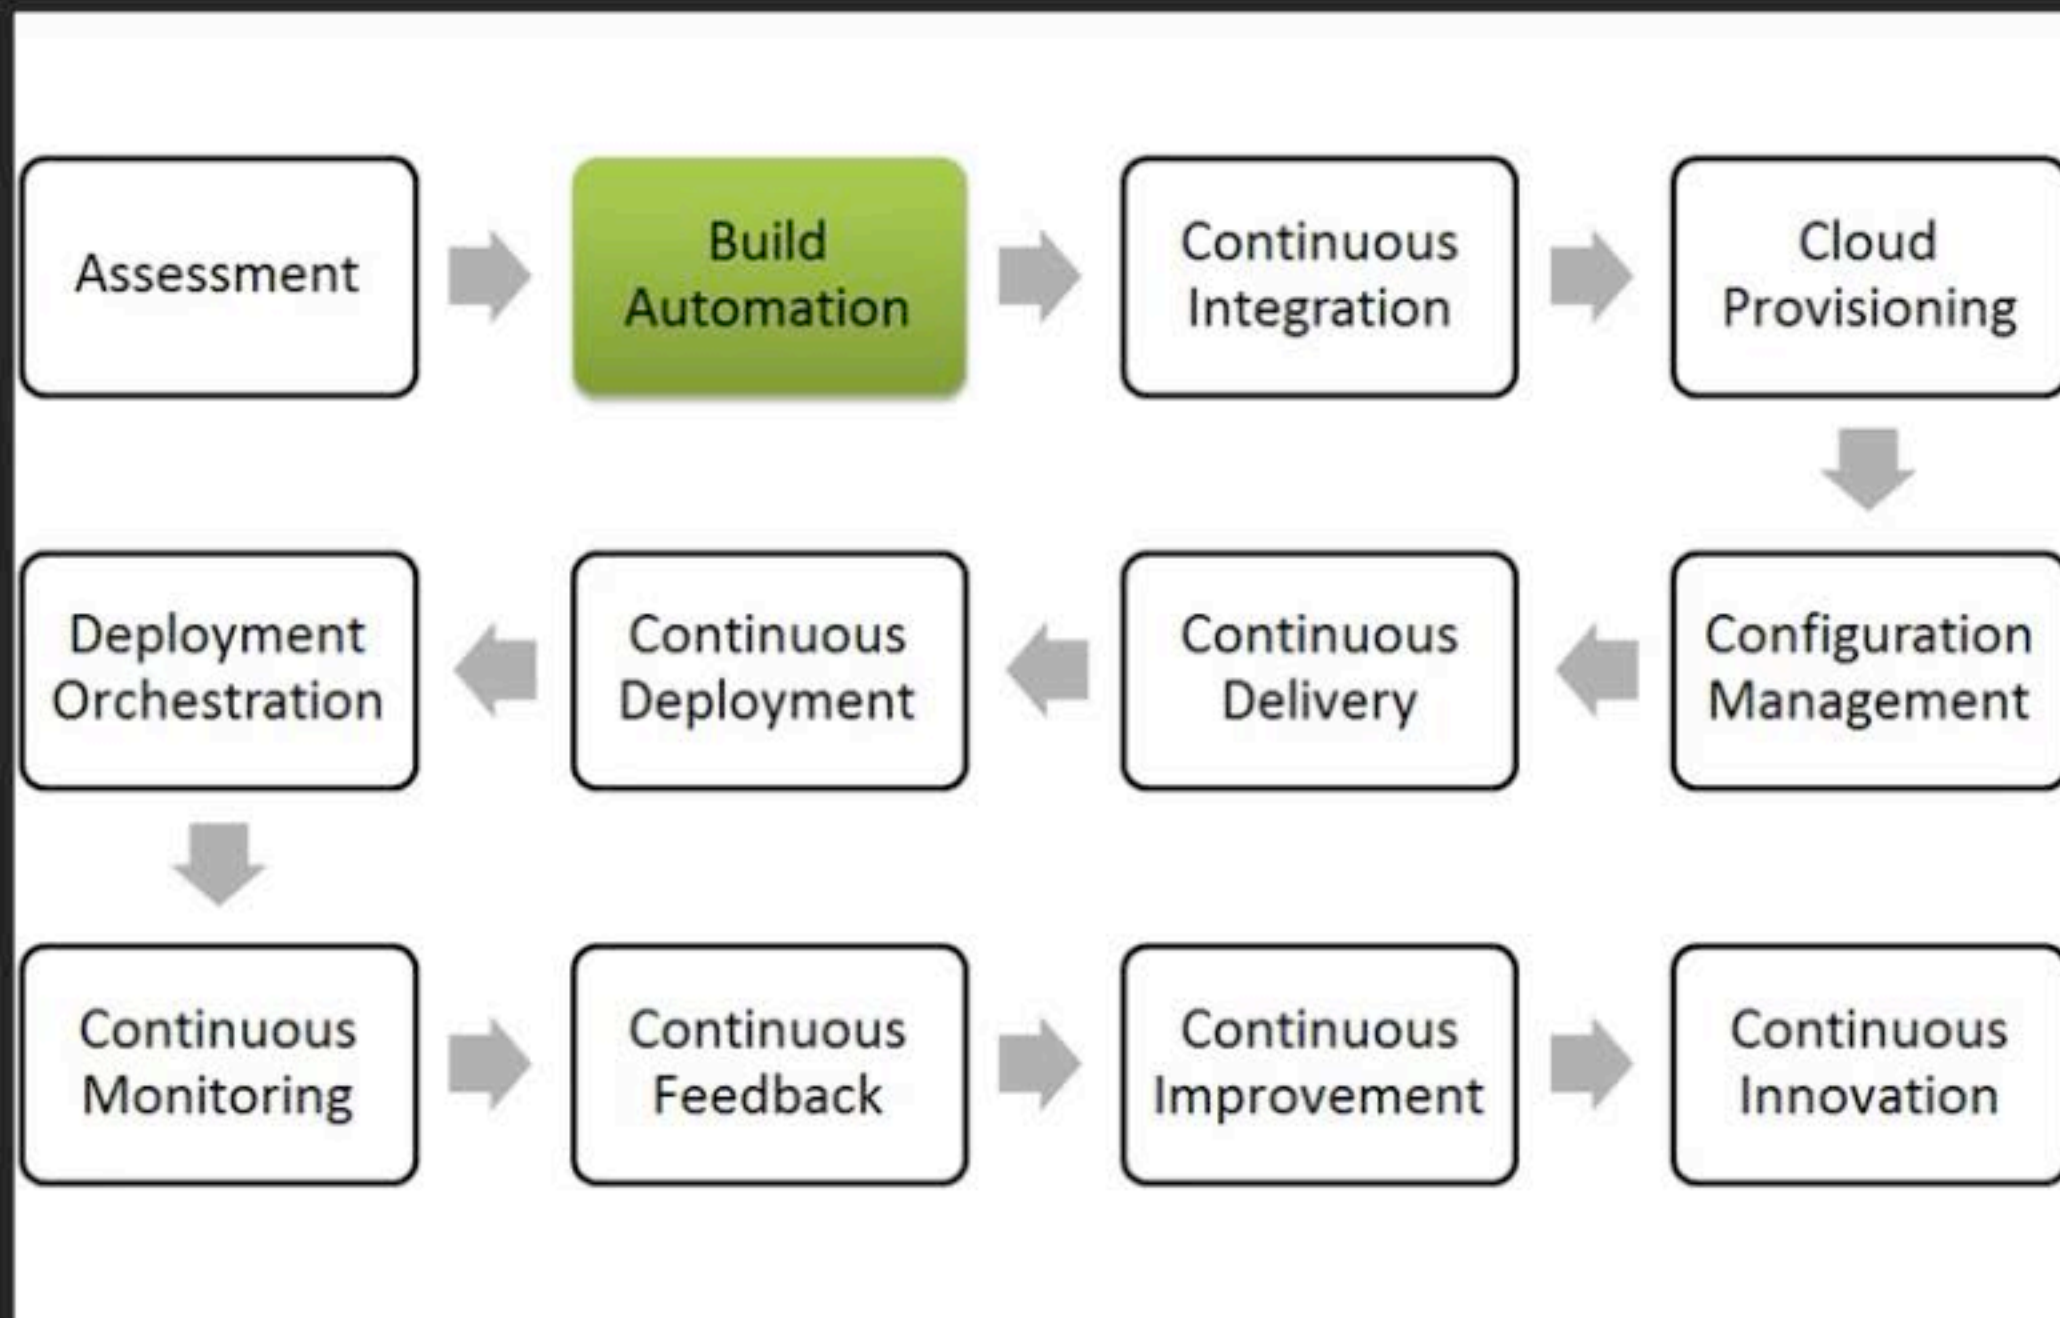 Assessment
Build
Automation
Continuous
Integration
Cloud
Provisioning
Deployment
Orchestration
Continuous
Deployment
Continuous
Delivery
Configuration
Management
Continuous
Monitoring
Continuous
Feedback
Continuous
Improvement
Continuous
Innovation